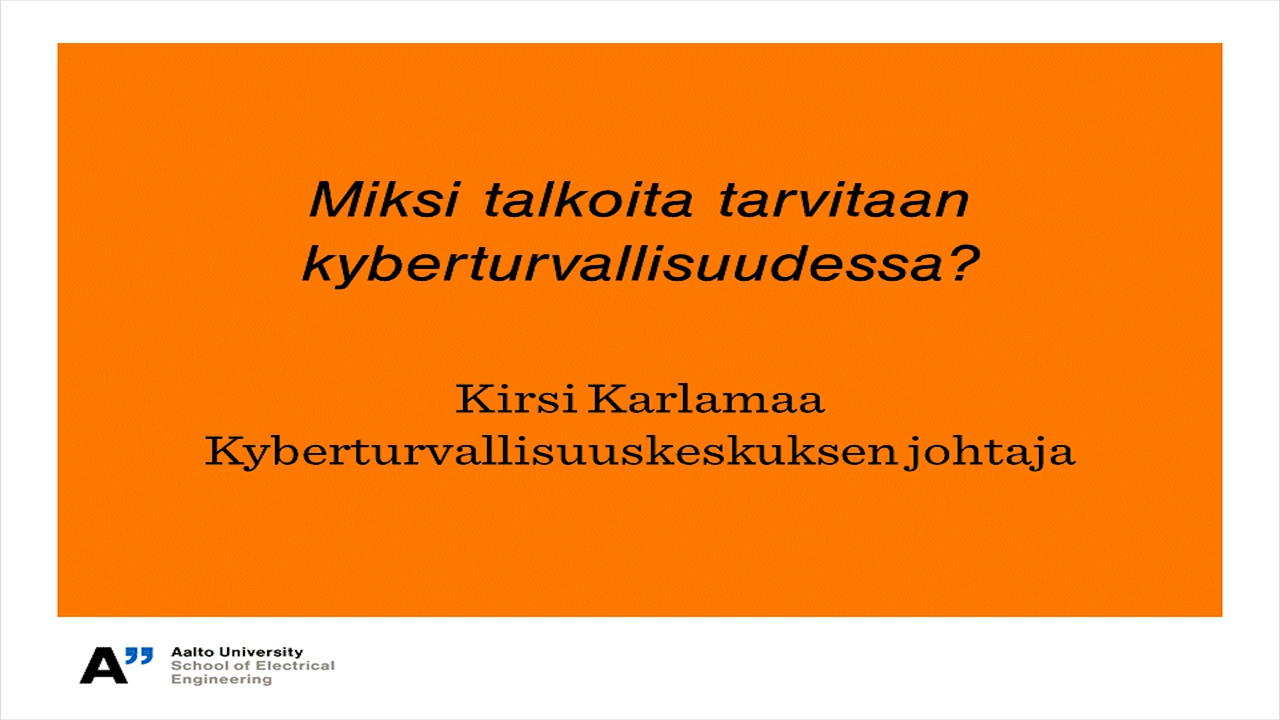 Miksi talkoita tarvitaan
kyberturvallisuudessa?
Kirsi Karlamaa
Kyberturvallisuuskeskuksen johtaja
A”
Aalto University
School of Electrical
Engineering